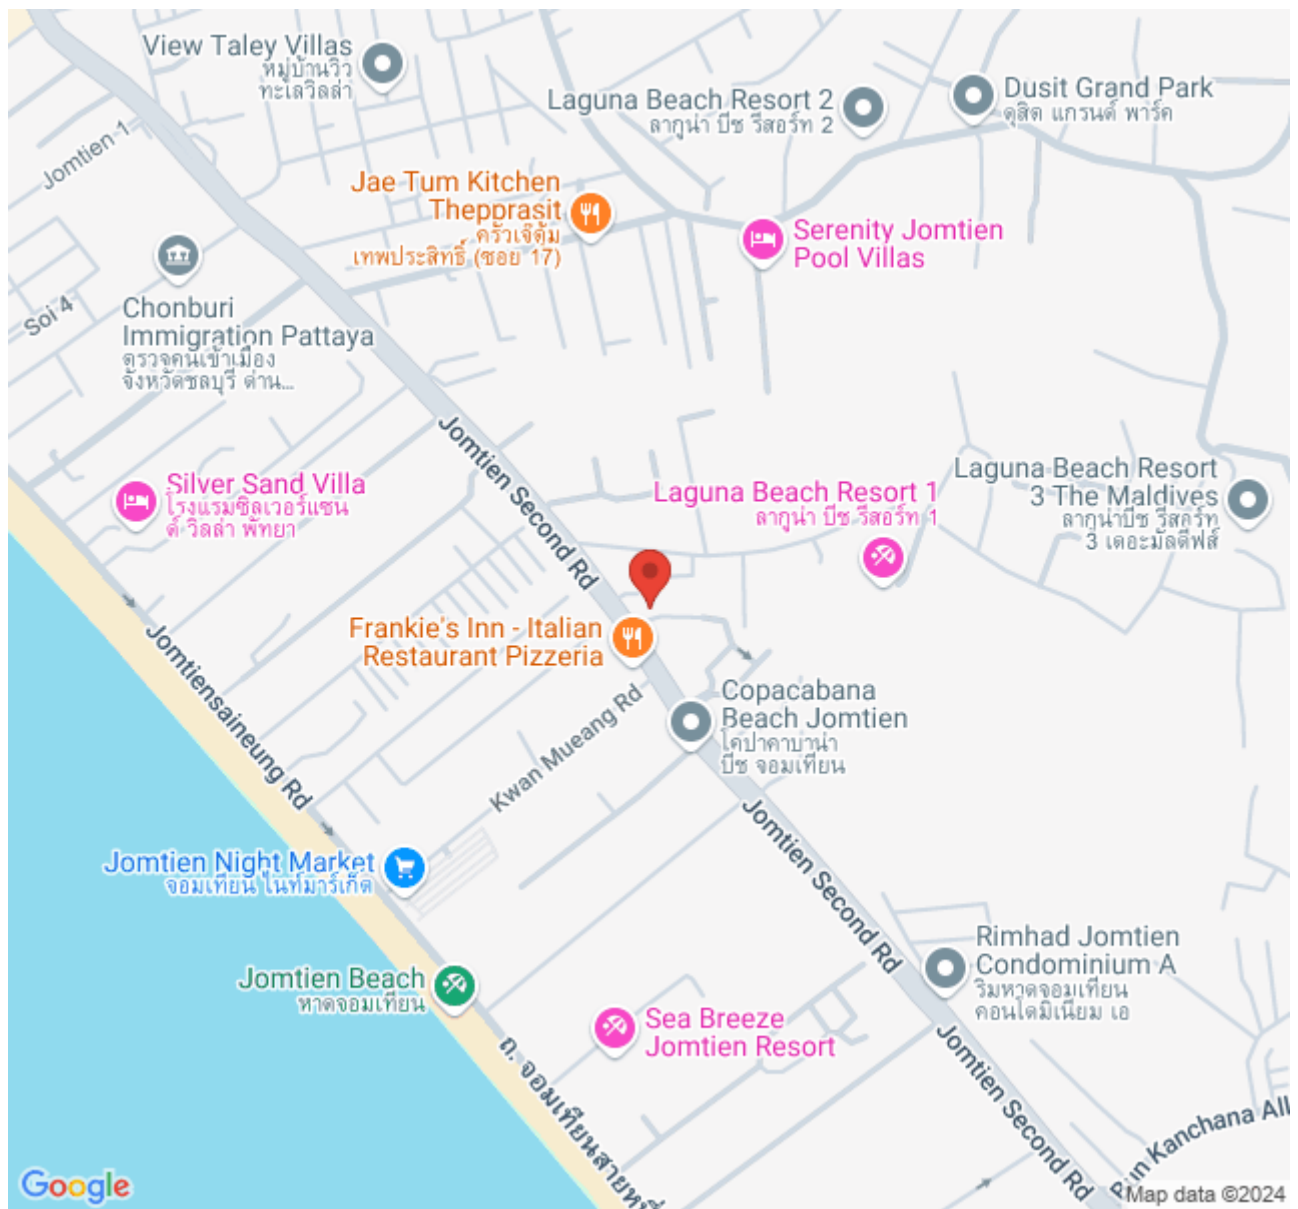 View Taley Villas
หมู่บ้านวิว
ทะเลวิลล่า
Laguna Beach Resort 2
ลากูน่า บีช รีสอร์ท 2
Dusit Grand Park
ดุสิต แกรนด์ พาร์ค
Jomtien 1
Jae Tum Kitchen
Thepprasit
ครัวเจ๊ตุ้ม
เทพประสิทธิ์ (ซอย 17)
Serenity Jomtien
Pool Villas
Soi 4
Chonburi
Immigration Pattaya
ตรวจคนเข้าเมือง
จังหวัดชลบุรี ด่าน...
Jomtien Second Rd
Silver Sand Villa
โรงแรมซิลเวอร์แซน
ด์ วิลล่า พัทยา
Laguna Beach Resort 1
ลากูน่า บีช รีสอร์ท 1
Laguna Beach Resort
3 The Maldives
ลากูน่าบีช รีสอร์ท
3 เดอะมัลดีฟส์
Jomtiensaineung Rd
Frankie's Inn - Italian
Restaurant Pizzeria
Kwan Mueang Rd
Copacabana
Beach Jomtien
โคปาคาบาน่า
บีช จอมเทียน
Jomtien Second Rd
Jomtien Night Market
จอมเทียน ไนท์มาร์เก็ต
Jomtien Beach
หาดจอมเทียน
Rimhad Jomtien
Condominium A
ริมหาดจอมเทียน
คอนโดมิเนียม เอ
Sea Breeze
Jomtien Resort
ถ. จอมเทียนสายหนึ่
Jomtien Second Rd
Pun Kanchana All
Google
Map data ©2024